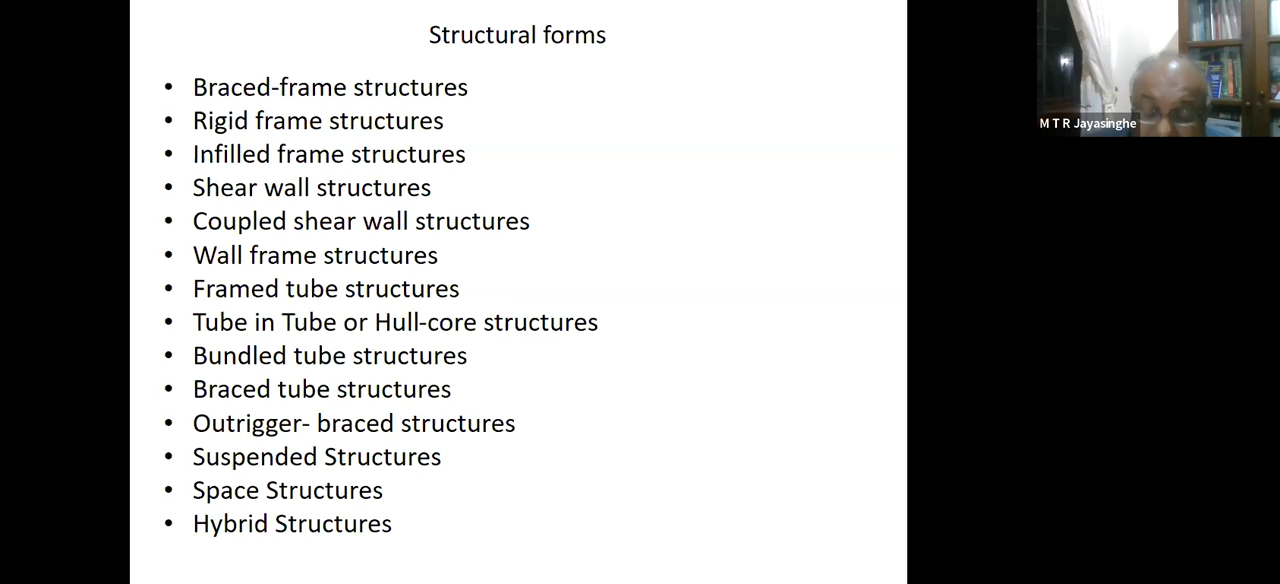 Structural forms
• Braced-frame structures
• Rigid frame structures
• Infilled frame structures
• Shear wall structures
• Coupled shear wall structures
• Wall frame structures
• Framed tube structures
• Tube in Tube or Hull-core structures
• Bundled tube structures
• Braced tube structures
• Outrigger- braced structures
• Suspended Structures
• Space Structures
• Hybrid Structures
M T R Jayasinghe